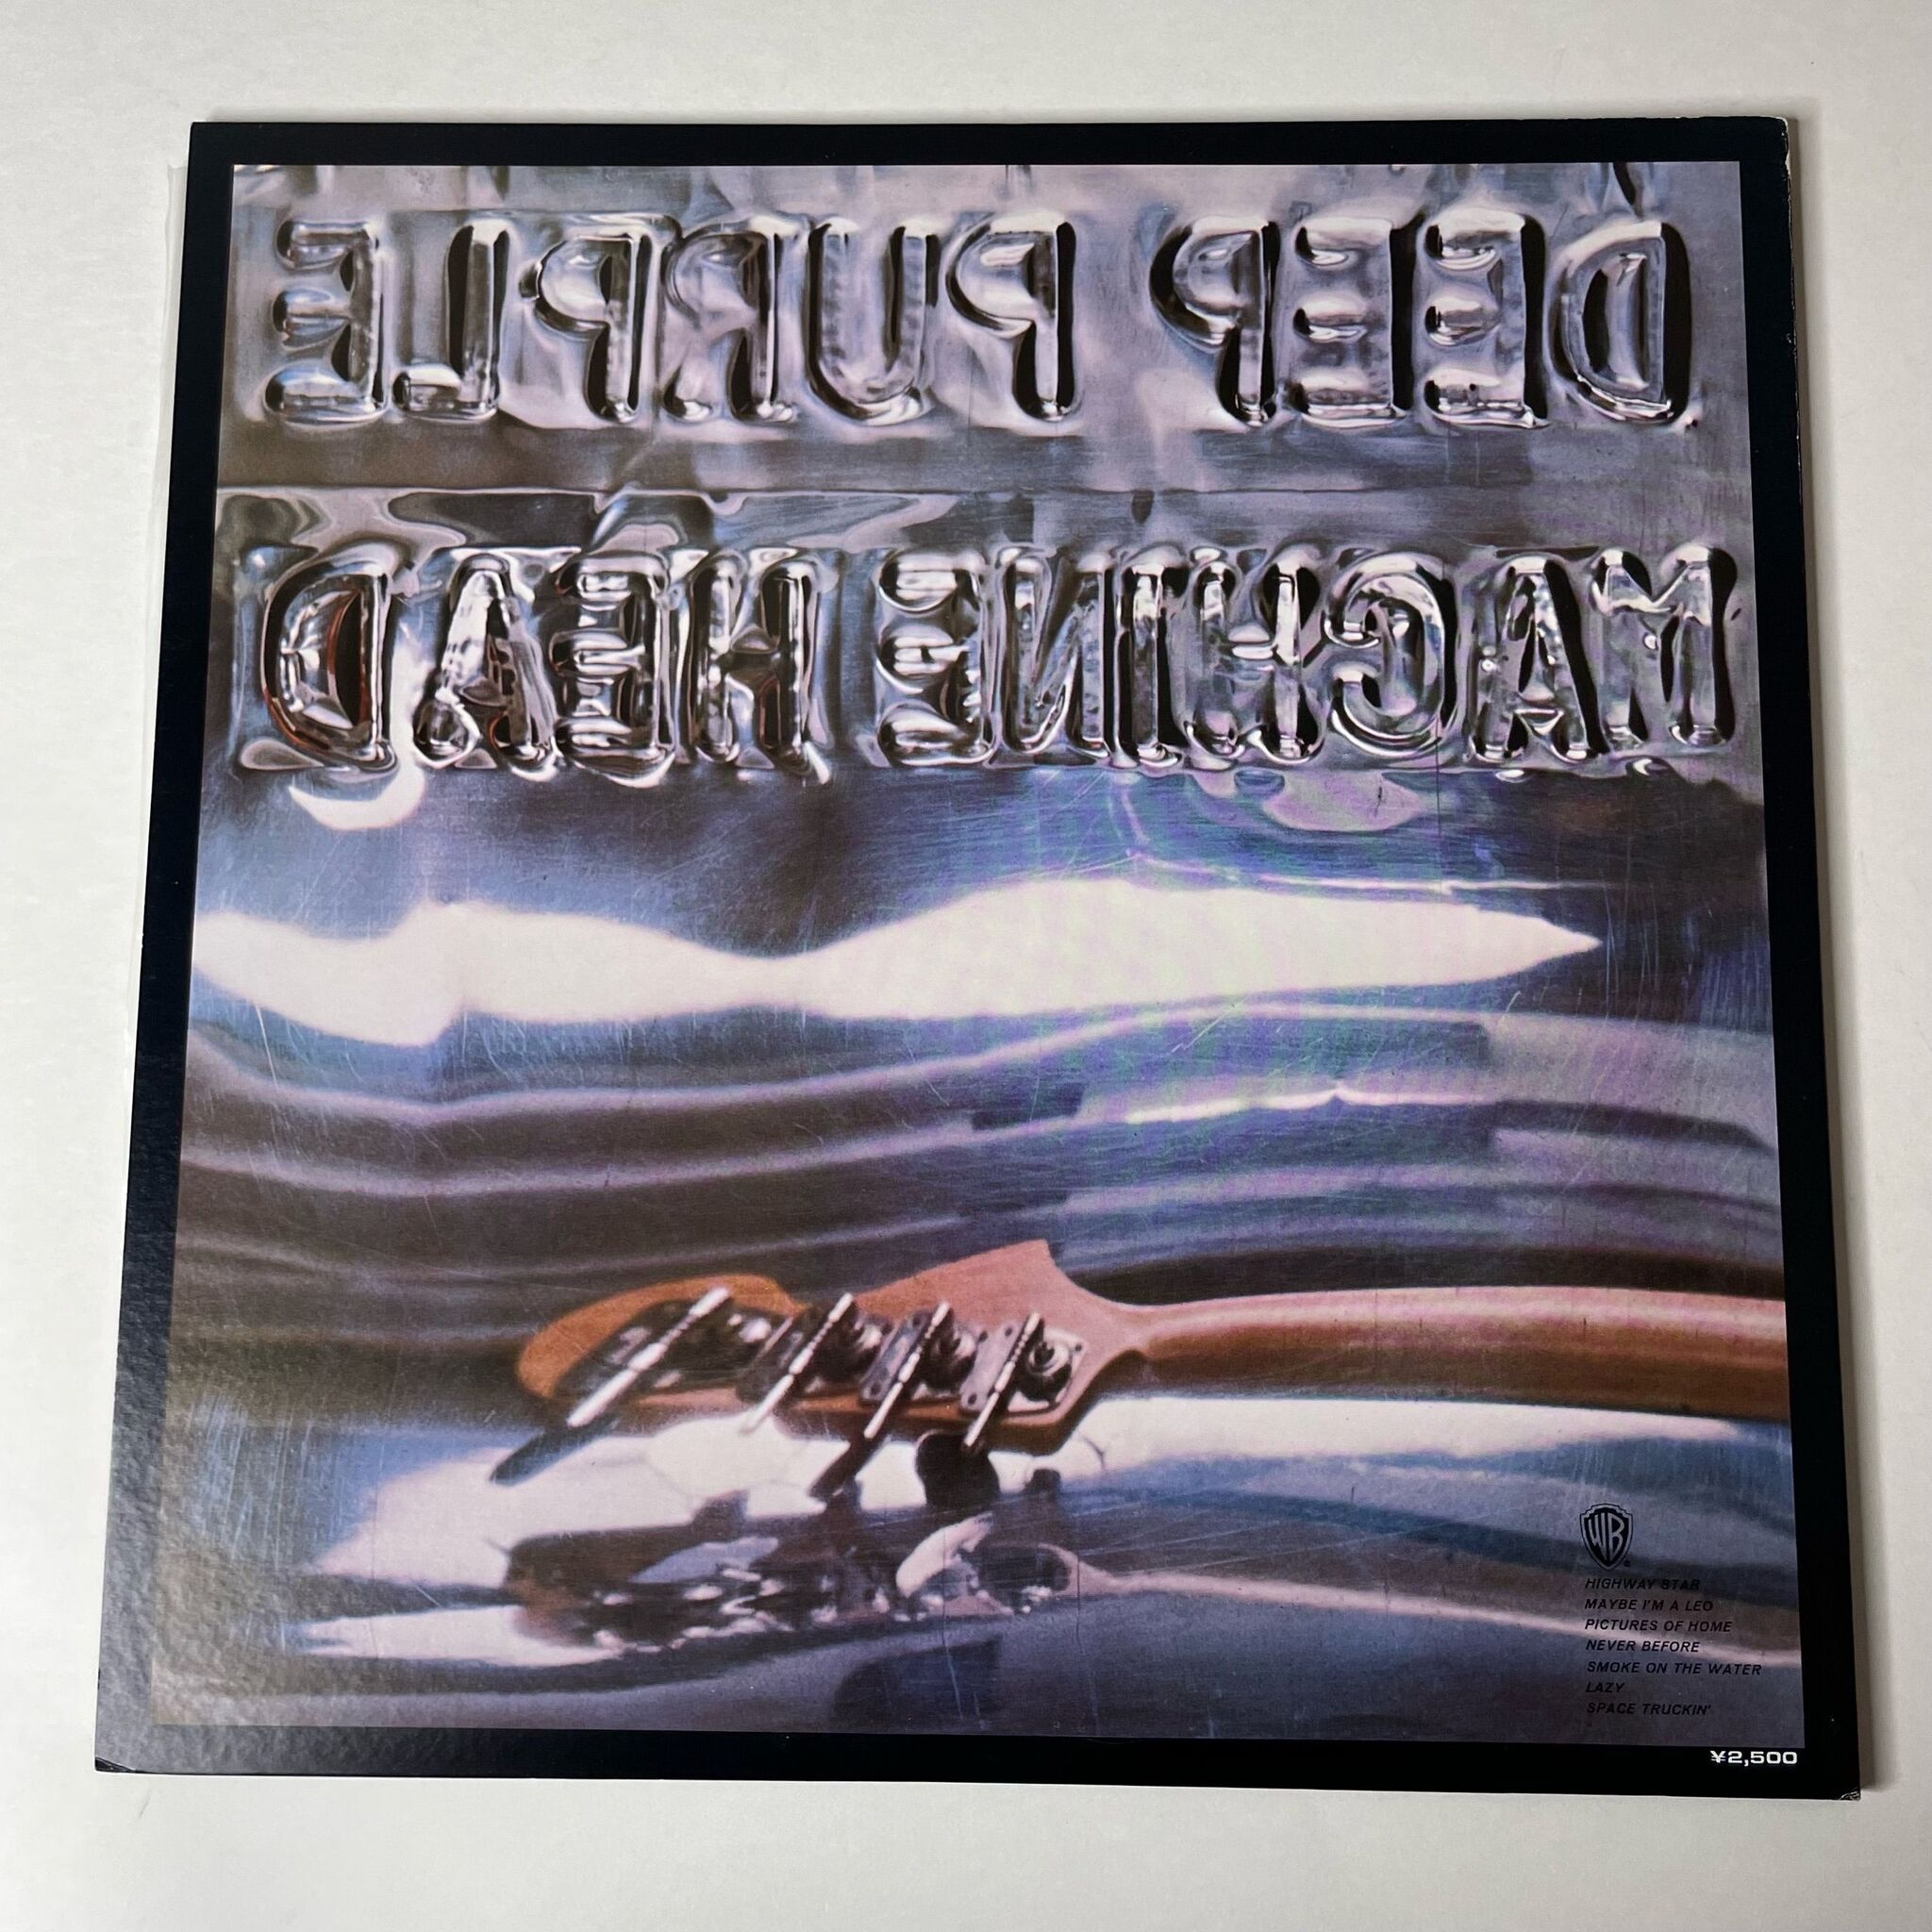 DEEP PURPLE
MACHINE HEAD
WB
HIGHWAY STAR
MAYBE I'M A LEO
PICTURES OF HOME
NEVER BEFORE
SMOKE ON THE WATER
LAZY
SPACE TRUCKIN'
¥2,500